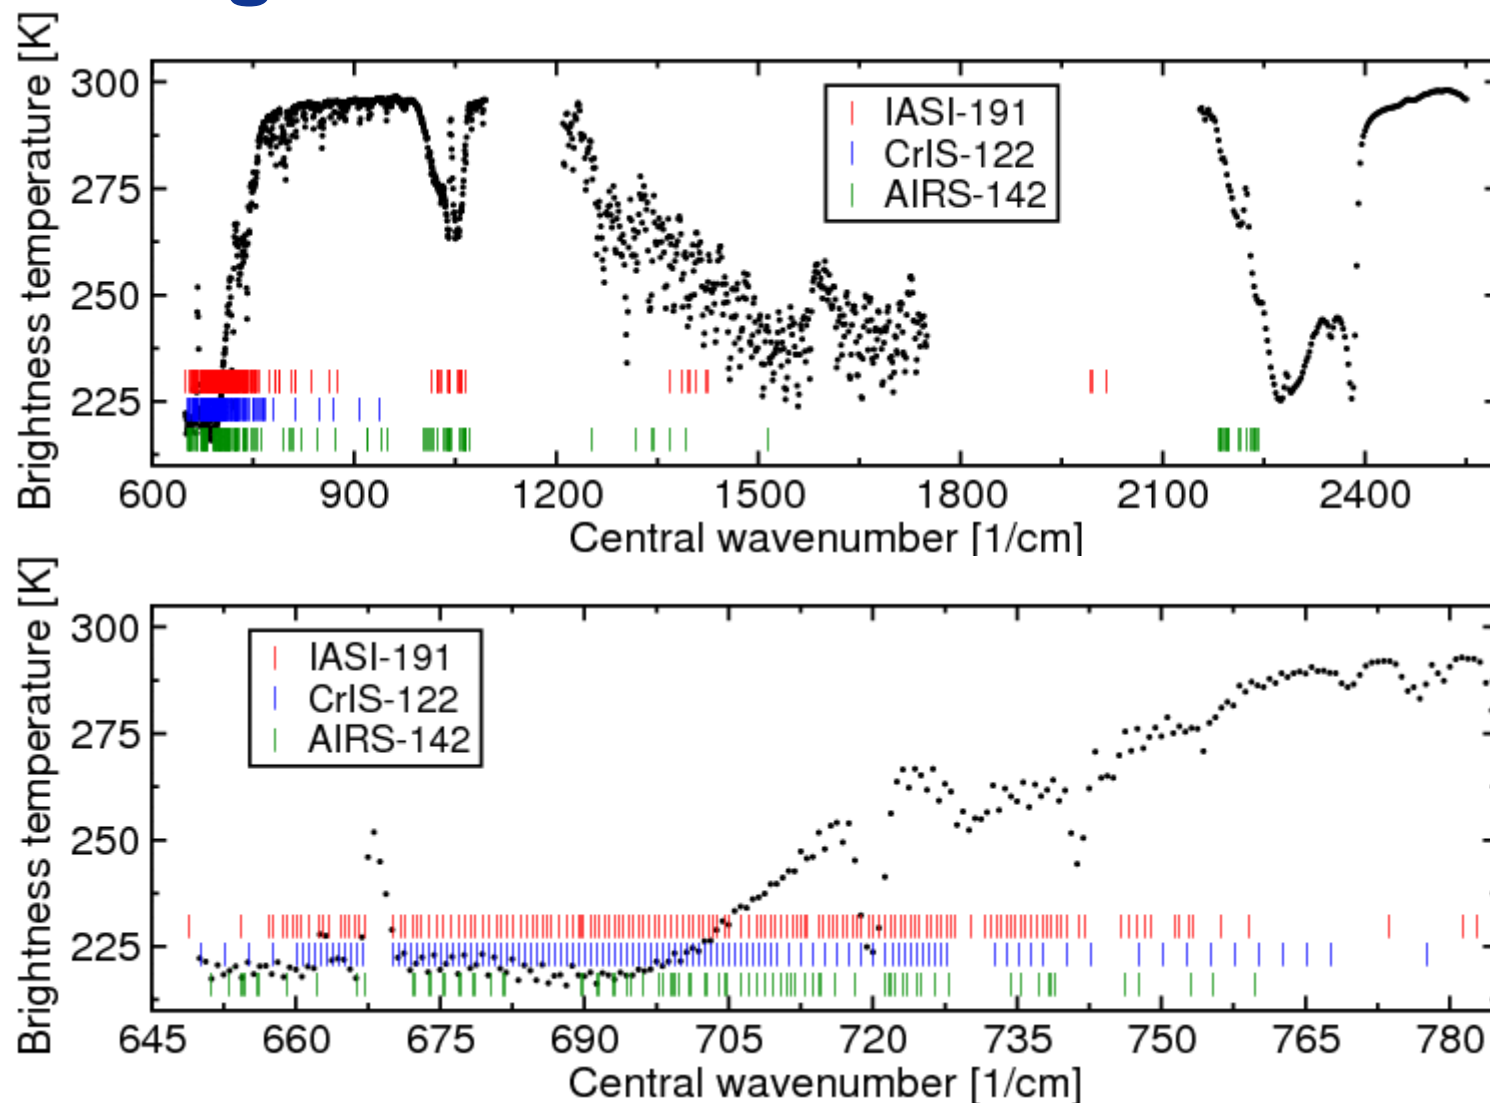 Brightness temperature [K]
300
275
250
225
IASI-191
CrIS-122
AIRS-142
600 900 1200 1500 1800 2100 2400
Central wavenumber [1/cm]
Brightness temperature [K]
300
275
250
225
IASI-191
CrIS-122
AIRS-142
645 660 675 690 705 720 735 750 765 780
Central wavenumber [1/cm]